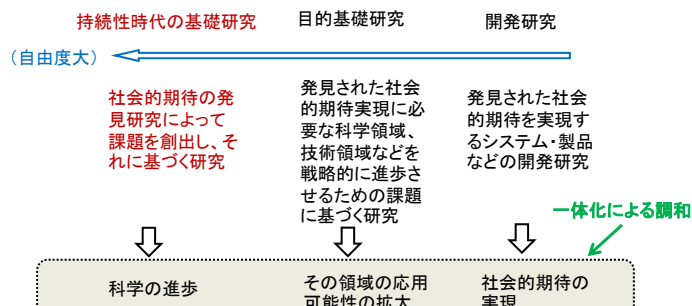 持続性時代の基礎研究
目的基礎研究
開発研究
（自由度大）
社会的期待の発
見研究によって
課題を創出し、そ
れに基づく研究
発見された社会
的期待実現に必
要な科学領域、
技術領域などを
戦略的に進歩さ
せるための課題
に基づく研究
発見された社会
的期待を実現す
るシステム・製品
などの開発研究
一体化による調和
科学の進歩
その領域の応用
可能性の拡大
社会的期待の
実現